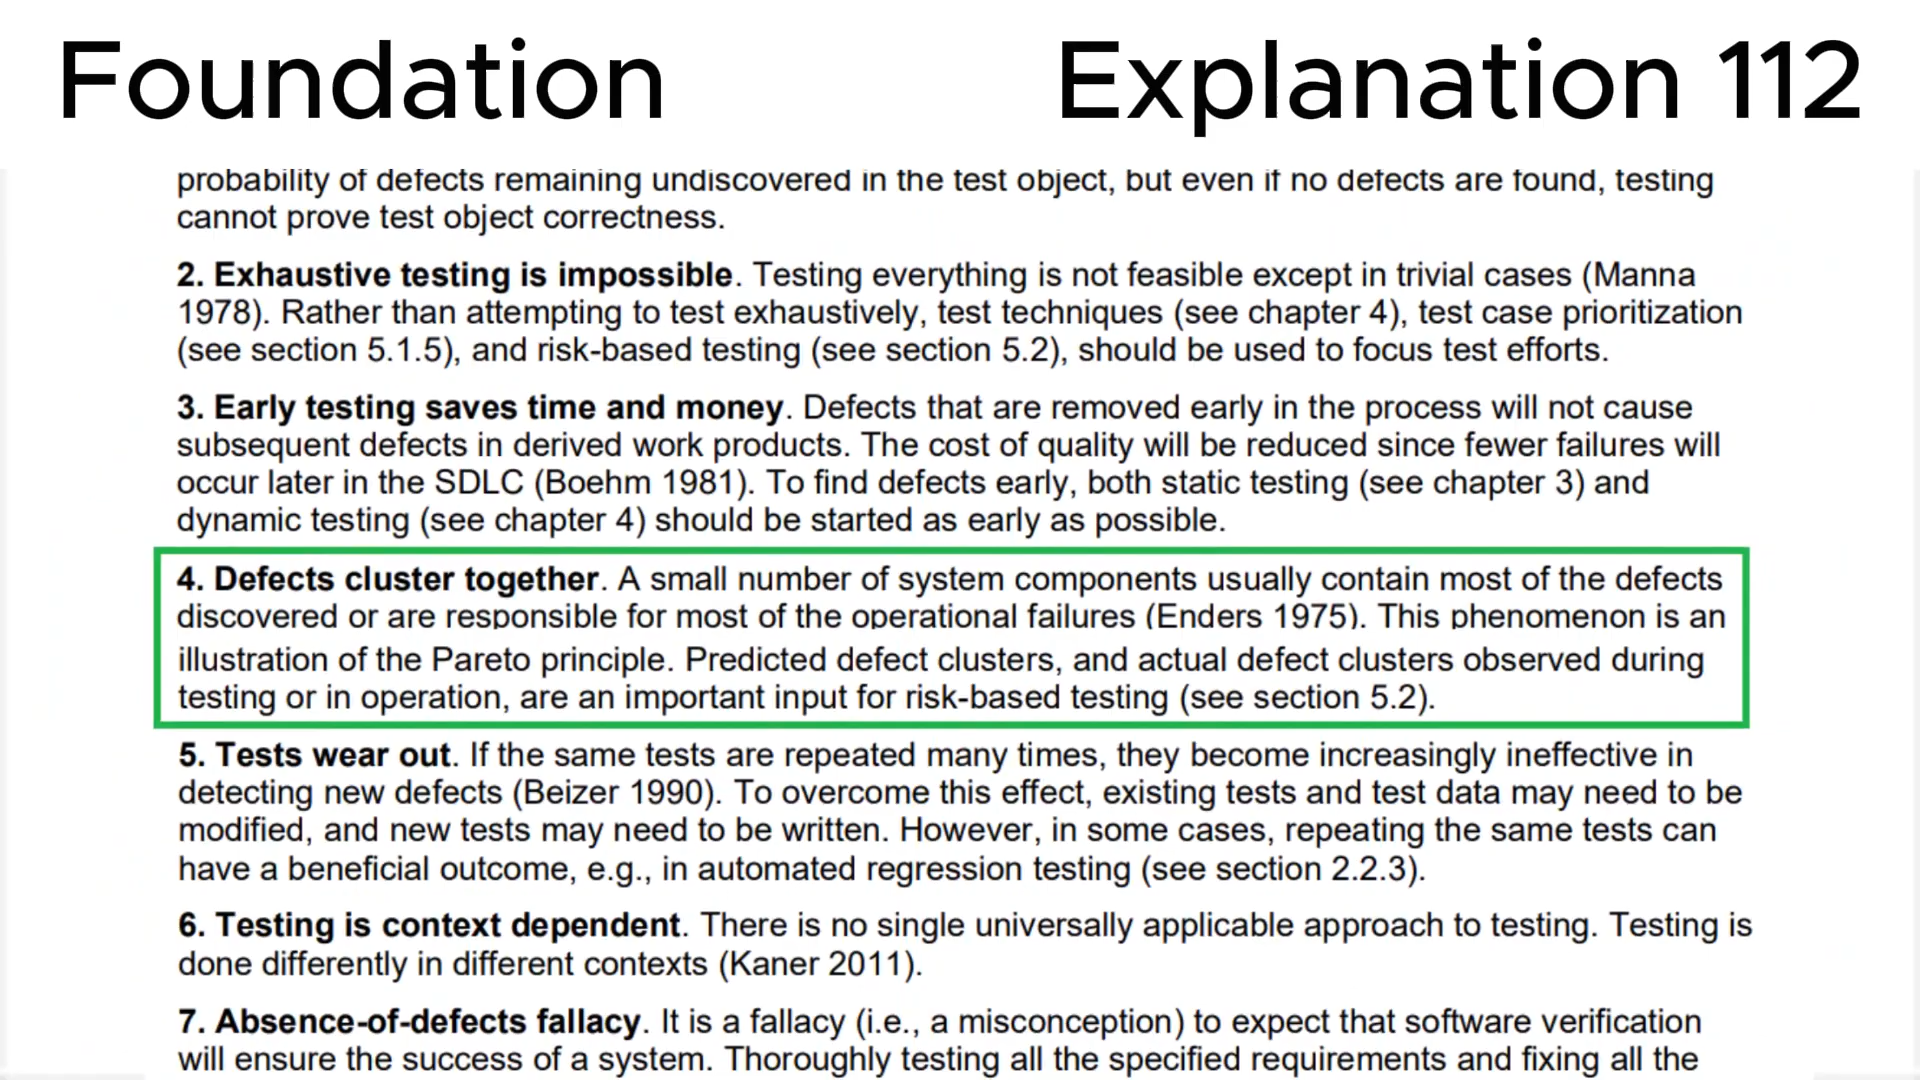 Foundation
Explanation 112
probability of defects remaining undiscovered in the test object, but even if no defects are found, testing
cannot prove test object correctness.
2. Exhaustive testing is impossible. Testing everything is not feasible except in trivial cases (Manna
1978). Rather than attempting to test exhaustively, test techniques (see chapter 4), test case prioritization
(see section 5.1.5), and risk-based testing (see section 5.2), should be used to focus test efforts.
3. Early testing saves time and money. Defects that are removed early in the process will not cause
subsequent defects in derived work products. The cost of quality will be reduced since fewer failures will
occur later in the SDLC (Boehm 1981). To find defects early, both static testing (see chapter 3) and
dynamic testing (see chapter 4) should be started as early as possible.
4. Defects cluster together. A small number of system components usually contain most of the defects
discovered or are responsible for most of the operational failures (Enders 1975). This phenomenon is an
illustration of the Pareto principle. Predicted defect clusters, and actual defect clusters observed during
testing or in operation, are an important input for risk-based testing (see section 5.2).
5. Tests wear out. If the same tests are repeated many times, they become increasingly ineffective in
detecting new defects (Beizer 1990). To overcome this effect, existing tests and test data may need to be
modified, and new tests may need to be written. However, in some cases, repeating the same tests can
have a beneficial outcome, e.g., in automated regression testing (see section 2.2.3).
6. Testing is context dependent. There is no single universally applicable approach to testing. Testing is
done differently in different contexts (Kaner 2011).
7. Absence-of-defects fallacy. It is a fallacy (i.e., a misconception) to expect that software verification
will ensure the success of a system. Thoroughly testing all the specified requirements and fixing all the